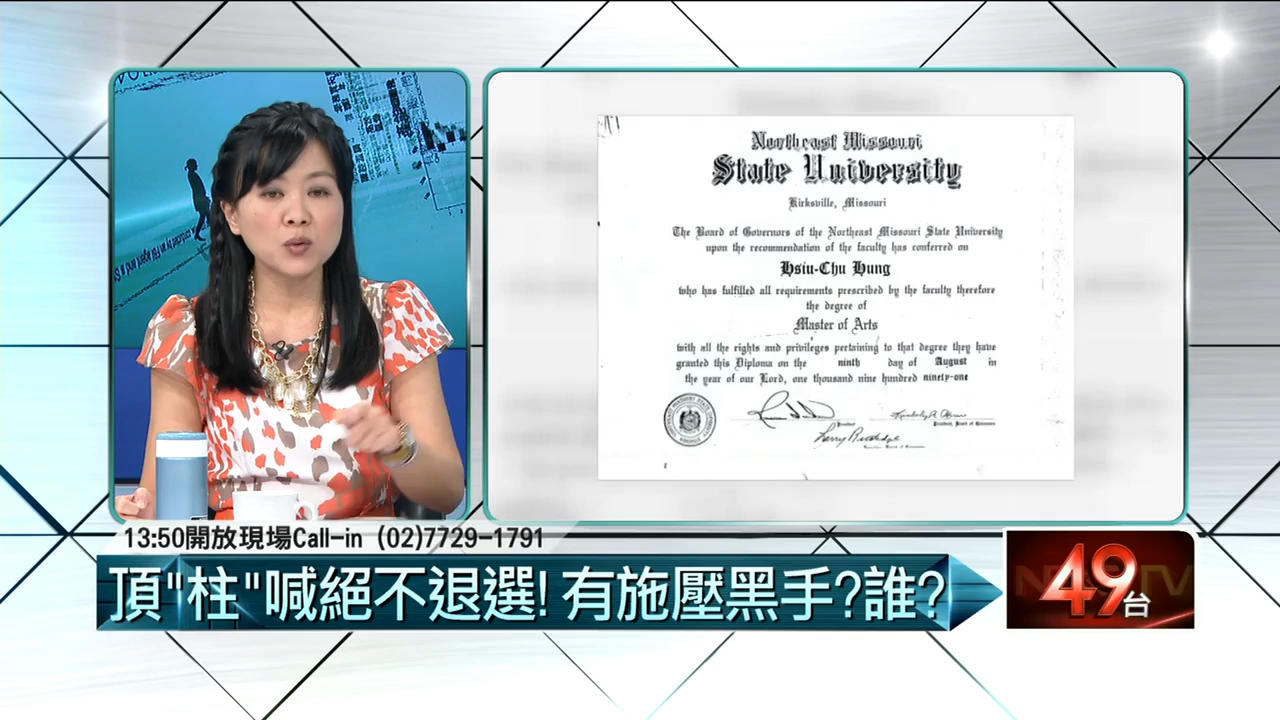 Northeast Missouri
State University
Kirksville, Missouri
The Board of Governors of the Northeast Missouri State University
upon the recommendation of the faculty has conferred on
Hsiu-Chu Hung
who has fulfilled all requirements prescribed by the faculty therefore
the degree of
Master of Arts
with all the rights and privileges pertaining to that degree they have
granted this Diploma on the ninth day of August in
the year of our Lord, one thousand nine hundred ninety-one
President
President, Board of Governors
13:50開放現場Call-in (02)7729-1791
頂"柱"喊絕不退選! 有施壓黑手?誰?
49台